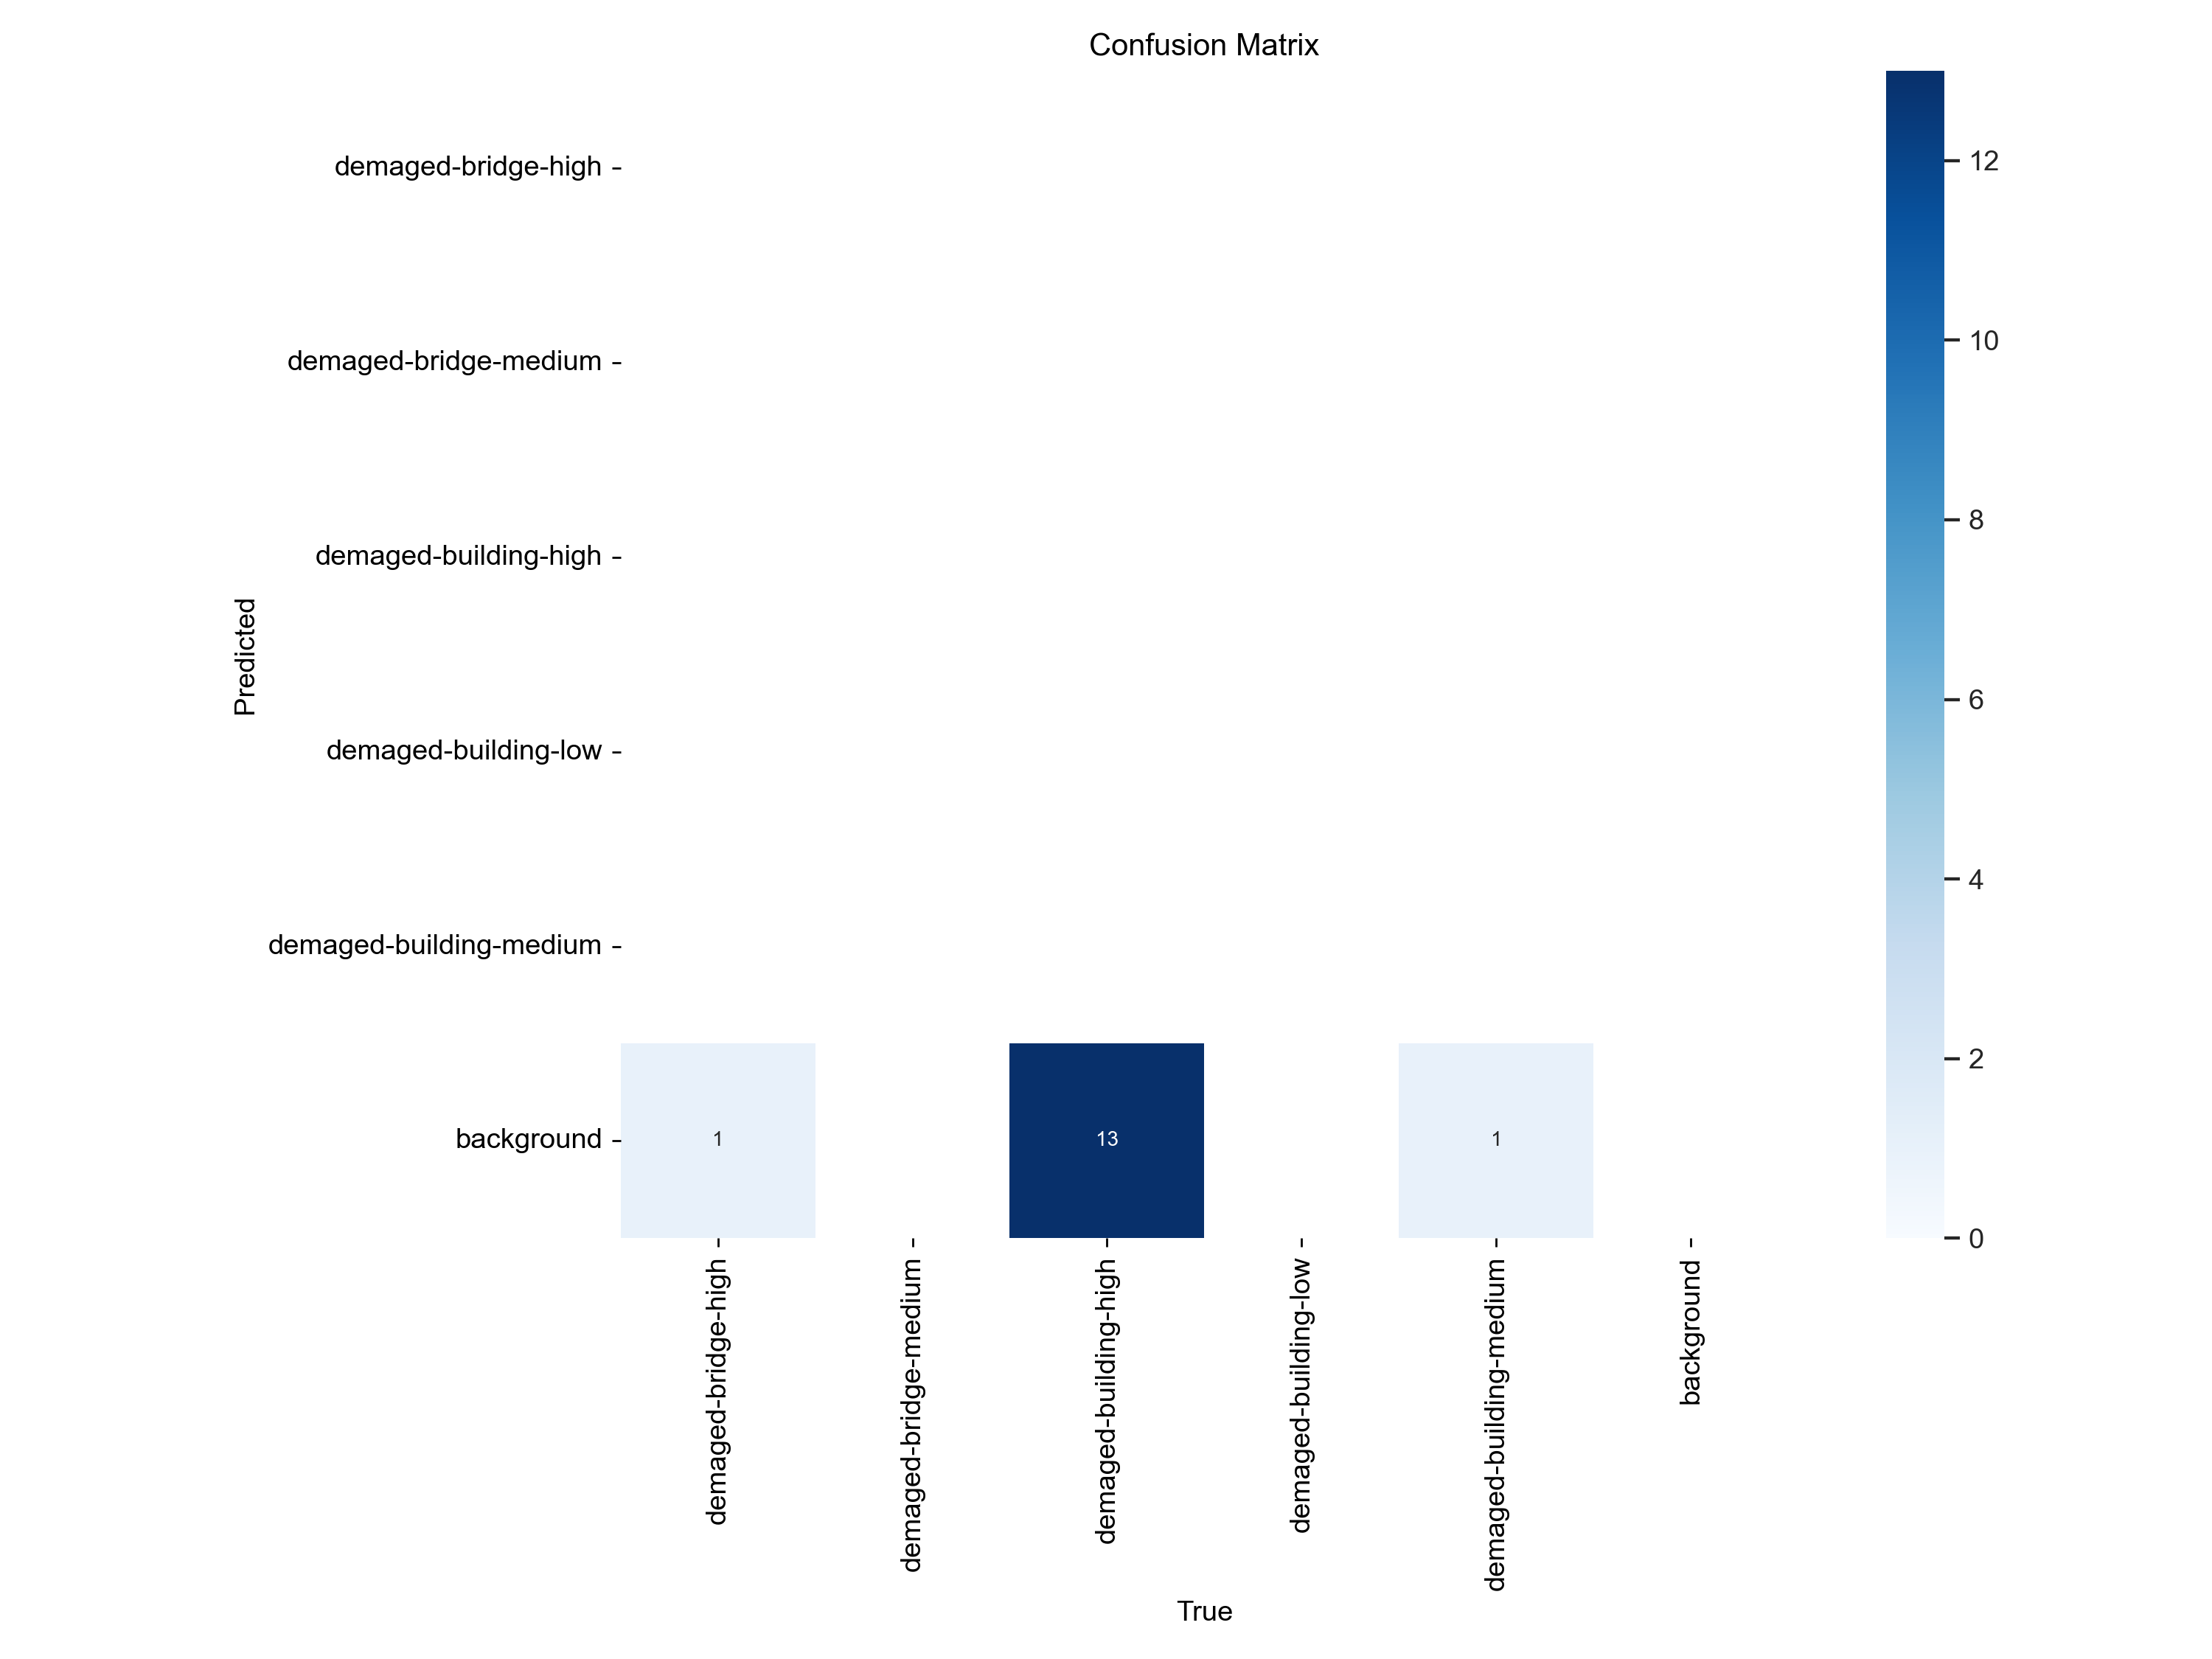 Confusion Matrix
Predicted
demaged-bridge-high
demaged-bridge-medium
demaged-building-high
demaged-building-low
demaged-building-medium
background
1
13
1
demaged-bridge-high
demaged-bridge-medium
demaged-building-high
demaged-building-low
demaged-building-medium
background
True
12
10
8
6
4
2
0